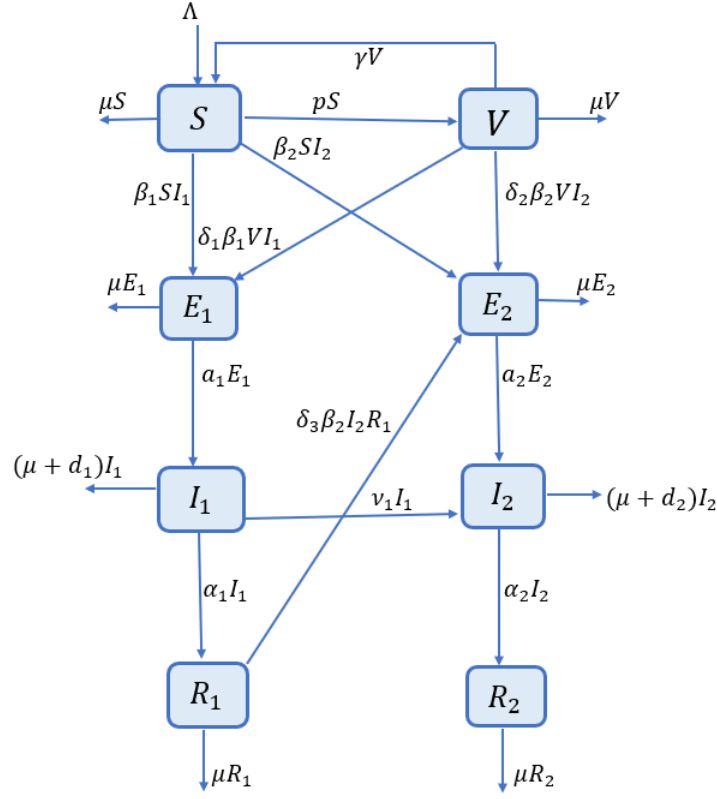 Λ
γV
μS
S
pS
V
μV
β₂SI₂
β₁SI₁
δ₂β₂VI₂
δ₁β₁VI₁
μE₁
E₁
E₂
μE₂
a₁E₁
a₂E₂
δ₃β₂I₂R₁
(μ + d₁)I₁
I₁
ν₁I₁
I₂
(μ + d₂)I₂
α₁I₁
α₂I₂
R₁
R₂
μR₁
μR₂